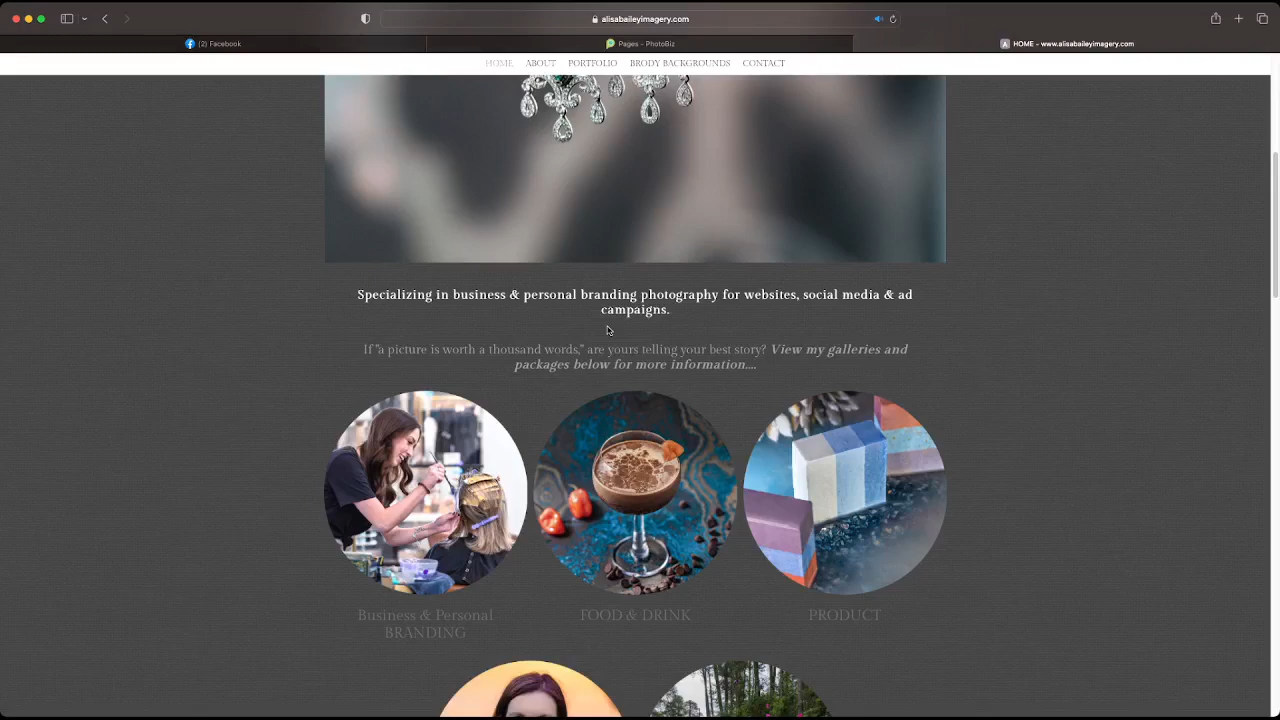 alisabaileyimagery.com
(2) Facebook
Pages - PhotoBiz
A HOME - www.alisabaileyimagery.com
HOME ABOUT PORTFOLIO BRODY BACKGROUNDS CONTACT
Specializing in business & personal branding photography for websites, social media & ad
campaigns.
If "a picture is worth a thousand words," are yours telling your best story? View my galleries and
packages below for more information....
Business & Personal
BRANDING
FOOD & DRINK
PRODUCT